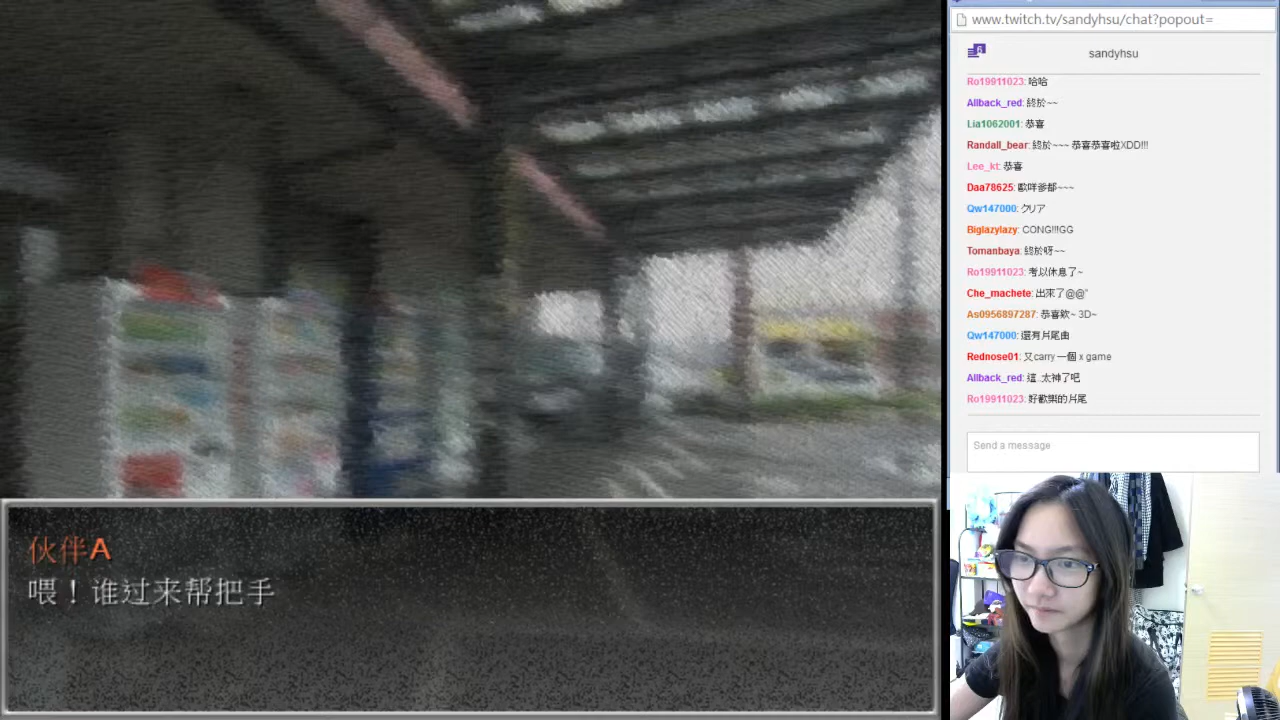 www.twitch.tv/sandyhsu/chat?popout=
6
sandyhsu
Ro19911023: 哈哈
Allback_red: 終於~~
Lia1062001: 恭喜
Randall_bear: 終於~~~ 恭喜恭喜啦XDD!!!
Lee_kt: 恭喜
Daa78625: 歐咩爹都~~~
Qw147000: クリア
Biglazylazy: CONG!!!GG
Tomanbaya: 終於呀~~
Ro19911023: 考以休息了~
Che_machete: 出來了@@"
As0956897287: 恭喜欸~ 3D~
Qw147000: 還有片尾曲
Rednose01: 又carry 一個 x game
Allback_red: 這 .太神了吧
Ro19911023: 好歡樂的片尾
Send a message
伙伴A
喂！谁过来帮把手